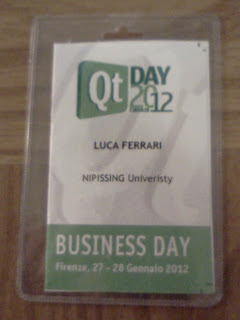 Qt DAY
2012
LUCA FERRARI
NIPISSING Univeristy
BUSINESS DAY
Firenze, 27 - 28 Gennaio 2012